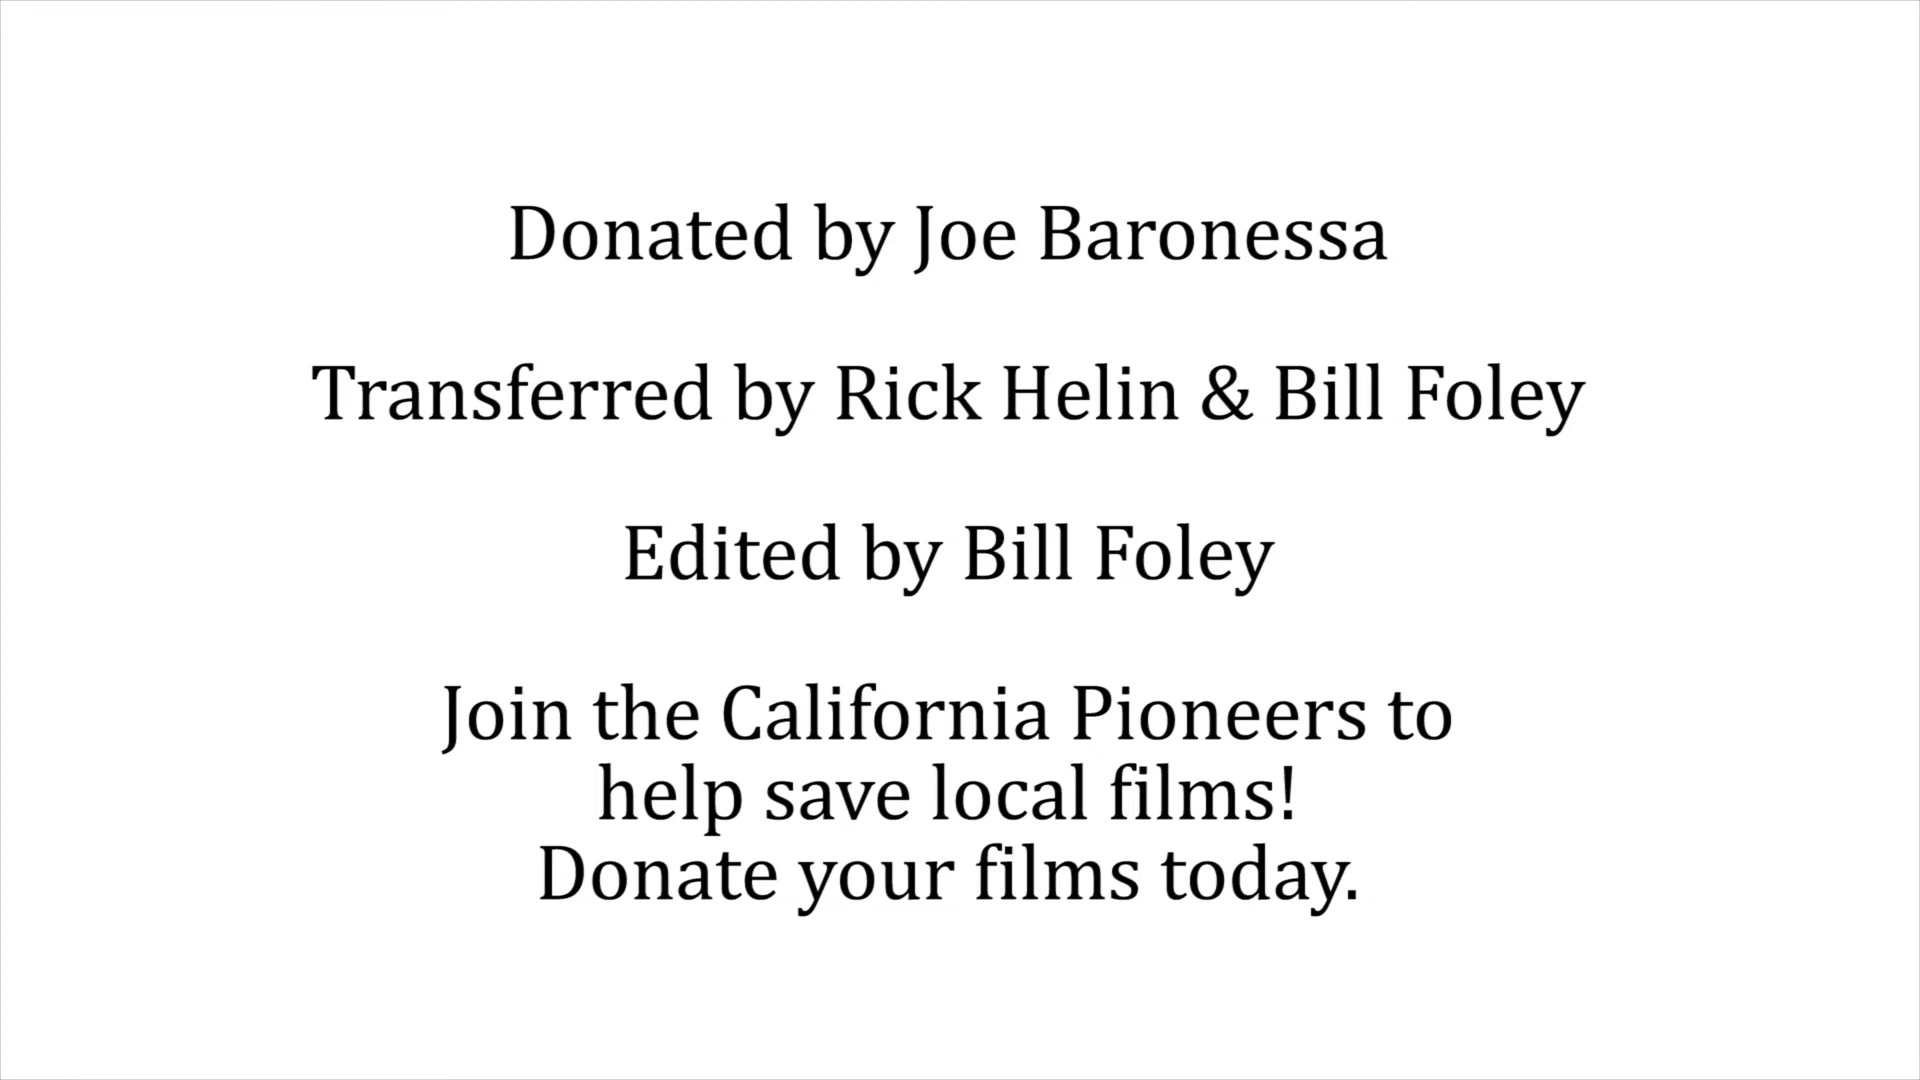 Donated by Joe Baronessa
Transferred by Rick Helin & Bill Foley
Edited by Bill Foley
Join the California Pioneers to
help save local films!
Donate your films today.